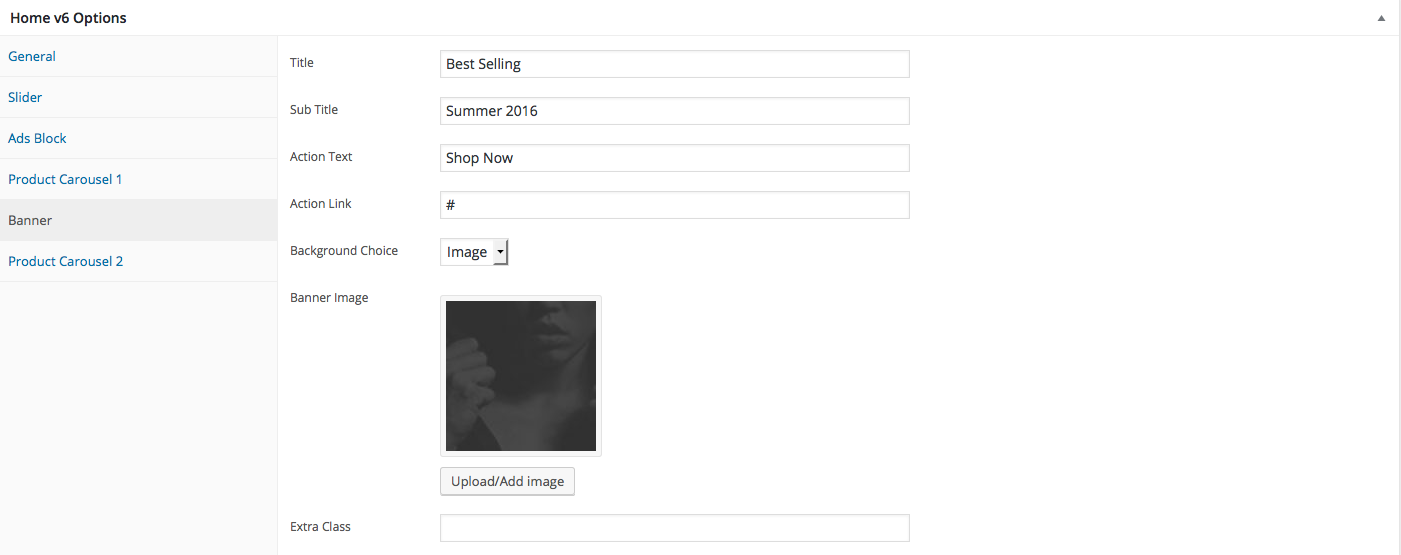 Home v6 Options
General
Slider
Ads Block
Product Carousel 1
Banner
Product Carousel 2
Title Best Selling
Sub Title Summer 2016
Action Text Shop Now
Action Link #
Background Choice Image
Banner Image
Upload/Add image
Extra Class